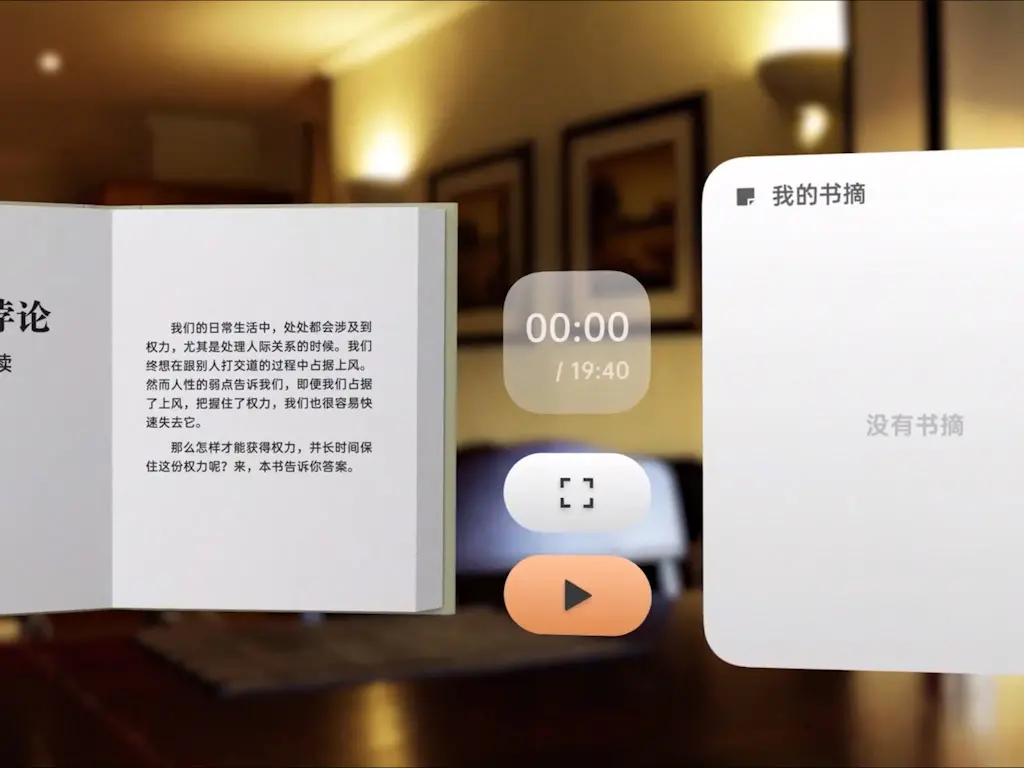 悖论
读
我们的日常生活中，处处都会涉及到
权力，尤其是处理人际关系的时候。我们
终想在跟别人打交道的过程中占据上风。
然而人性的弱点告诉我们，即便我们占据
了上风，把握住了权力，我们也很容易快
速失去它。
那么怎样才能获得权力，并长时间保
住这份权力呢？来，本书告诉你答案。
00:00
/ 19:40
我的书摘
没有书摘